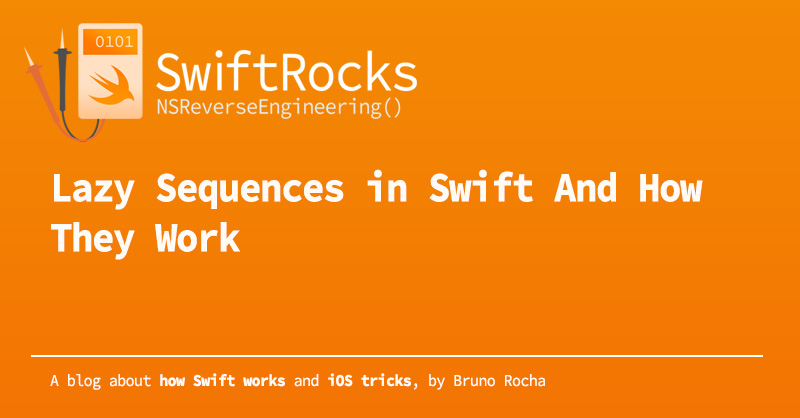 0101
SwiftRocks
NSReverseEngineering()
Lazy Sequences in Swift And How
They Work
A blog about how Swift works and iOS tricks, by Bruno Rocha